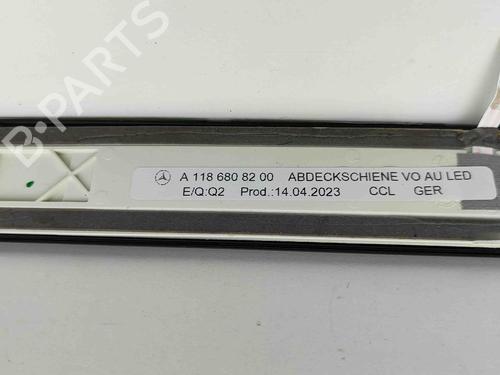 B-PARTS
A 118 680 82 00 ABDECKSCHIENE VO AU LED
E/Q:Q2 Prod.:14.04.2023 CCL GER